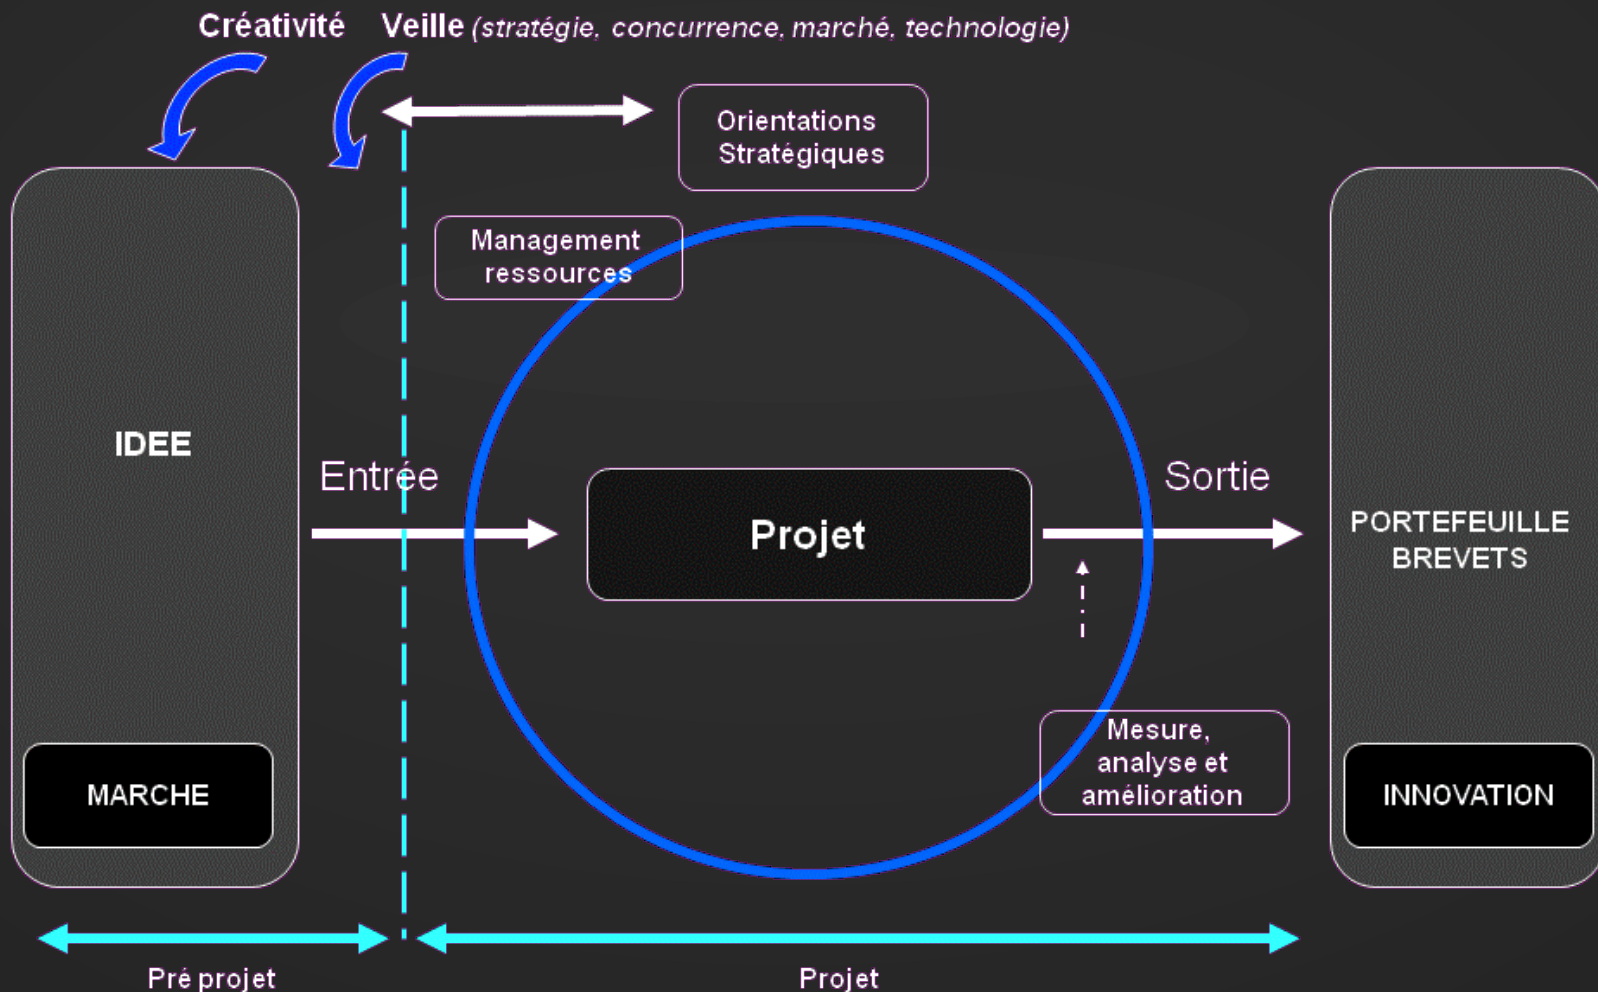 Créativité Veille (stratégie, concurrence, marché, technologie)
Orientations
Stratégiques
Management
ressources
IDEE
Entrée
Projet
Sortie
PORTEFEUILLE
BREVETS
Mesure,
analyse et
amélioration
MARCHE
INNOVATION
Pré projet
Projet